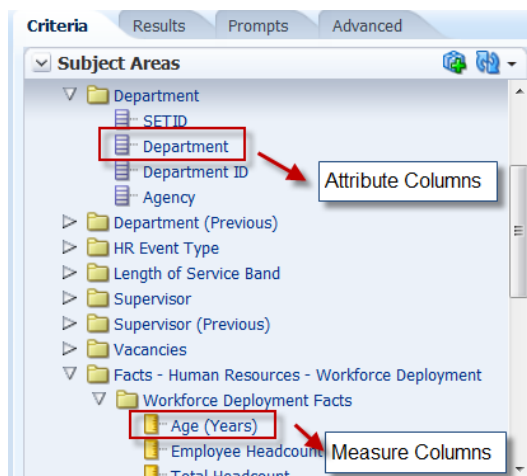 Criteria Results Prompts Advanced
Subject Areas
Department
SETID
Department
Department ID
Attribute Columns
Agency
Department (Previous)
HR Event Type
Length of Service Band
Supervisor
Supervisor (Previous)
Vacancies
Facts - Human Resources - Workforce Deployment
Workforce Deployment Facts
Age (Years)
Employee Headcount
Measure Columns
Total Headcount